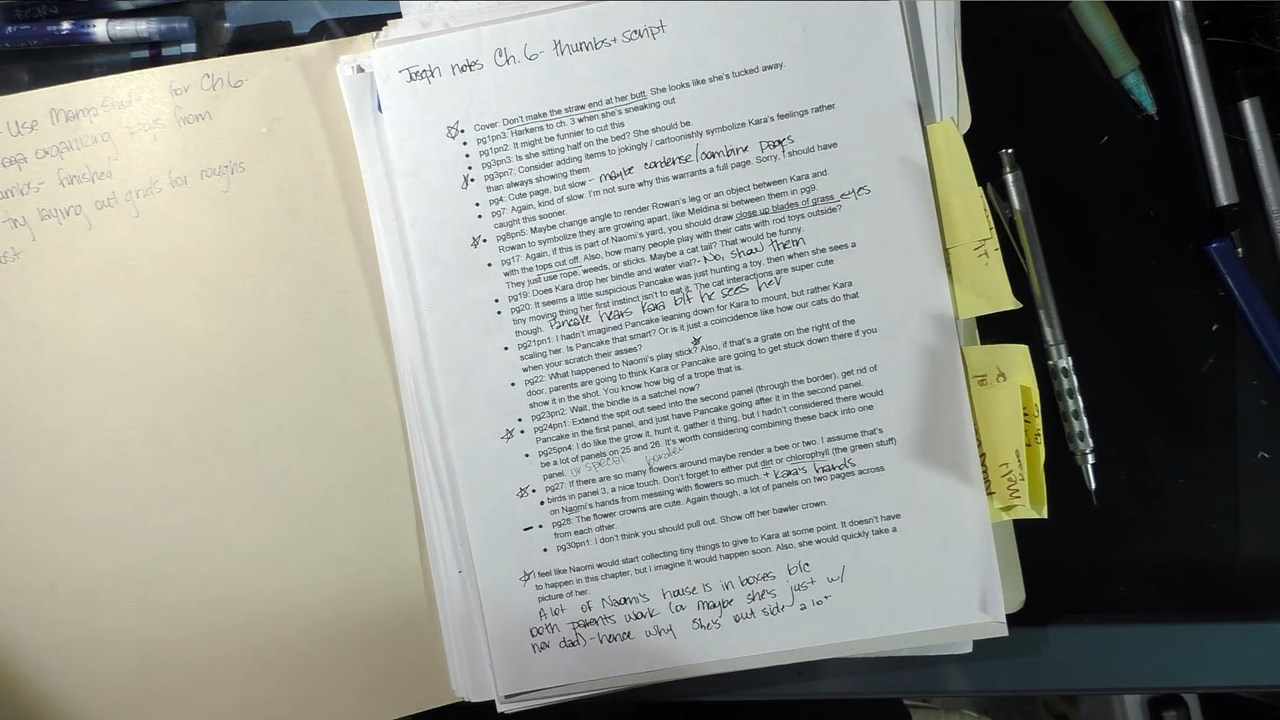 - Use Manga Studio for Ch 6-
organizing pages from
- finished
- try laying out grids for roughs
Joseph notes Ch. 6- thumbs + script
• Cover: Don't make the straw end at her butt. She looks like she's tucked away.
• pg1pn3: Harkens to ch. 3 when she's sneaking out
• pg1pn2: It might be funnier to cut this
• pg3pn3: Is she sitting half on the bed? She should be.
• pg3pn7: Consider adding items to jokingly / cartoonishly symbolize Kara's feelings rather
than always showing them
• pg4: Cute page, but slow - maybe condense/combine pages
• pg7: Again, kind of slow. I'm not sure why this warrants a full page. Sorry, I should have
caught this sooner.
• pg8pn5: Maybe change angle to render Rowan's leg or an object between Kara and
Rowan to symbolize they are growing apart, like Meldina si between them in pg9.
• pg17: Again, if this is part of Naomi's yard, you should draw close up blades of grass eyes
with the tops cut off. Also, how many people play with their cats with rod toys outside?
They just use rope, weeds, or sticks. Maybe a cat tail? That would be funny.
• pg19: Does Kara drop her bindle and water vial? - No, show them
• pg20: It seems a little suspicious Pancake was just hunting a toy, then when she sees a
tiny moving thing her first instinct isn't to eat it. The cat interactions are super cute
though. Pancake hears Kara b/f he sees her
• pg21pn1: I hadn't imagined Pancake leaning down for Kara to mount, but rather Kara
scaling her. Is Pancake that smart? Or is it just a coincidence like how our cats do that
when your scratch their asses?
• pg22: What happened to Naomi's play stick? Also, if that's a grate on the right of the
door, parents are going to think Kara or Pancake are going to get stuck down there if you
show it in the shot. You know how big of a trope that is.
• pg23pn2: Wait, the bindle is a satchel now?
• pg24pn1: Extend the spit out seed into the second panel (through the border), get rid of
Pancake in the first panel, and just have Pancake going after it in the second panel.
• pg25pn4: I do like the grow it, hunt it, gather it thing, but I hadn't considered there would
be a lot of panels on 25 and 26. It's worth considering combining these back into one
panel. or special border
• pg27: If there are so many flowers around maybe render a bee or two. I assume that's
birds in panel 3, a nice touch. Don't forget to either put dirt or chlorophyll (the green stuff)
on Naomi's hands from messing with flowers so much. + Kara's hands
• pg28: The flower crowns are cute. Again though, a lot of panels on two pages across
from each other.
• pg30pn1: I don't think you should pull out. Show off her bawler crown.
I feel like Naomi would start collecting tiny things to give to Kara at some point. It doesn't have
to happen in this chapter, but I imagine it would happen soon. Also, she would quickly take a
picture of her.
A lot of Naomi's house is in boxes b/c
both parents work (or maybe she's just w/
her dad) - hence why she's outside a lot
Ch. 6